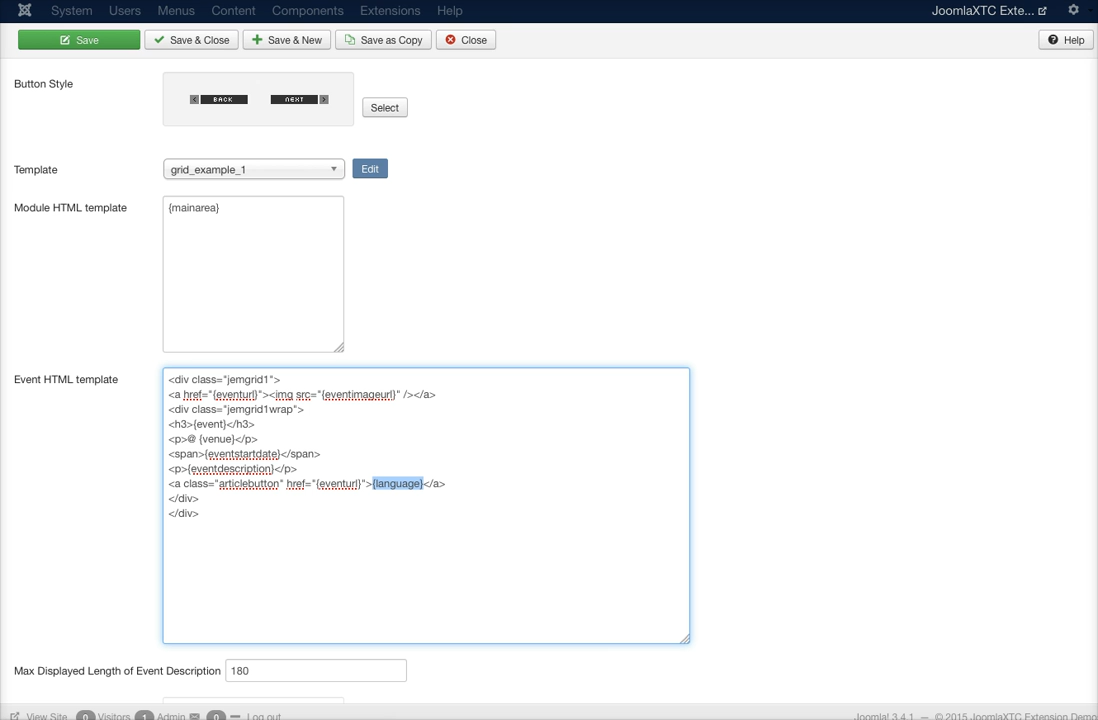 System Users Menus Content Components Extensions Help JoomlaXTC Exte...
Save Save & Close Save & New Save as Copy Close Help
Button Style
BACK NEXT
Select
Template grid_example_1 Edit
Module HTML template {mainarea}
Event HTML template
<div class="jemgrid1">
<a href="{eventurl}"><img src="{eventimageurl}" /></a>
<div class="jemgrid1wrap">
<h3>{event}</h3>
<p>@ {venue}</p>
<span>{eventstartdate}</span>
<p>{eventdescription}</p>
<a class="articlebutton" href="{eventurl}">{language}</a>
</div>
</div>
Max Displayed Length of Event Description 180
View Site 0 Visitors 1 Admin 0 Log out Joomla! 3.4.1 — © 2015 JoomlaXTC Extension Demo